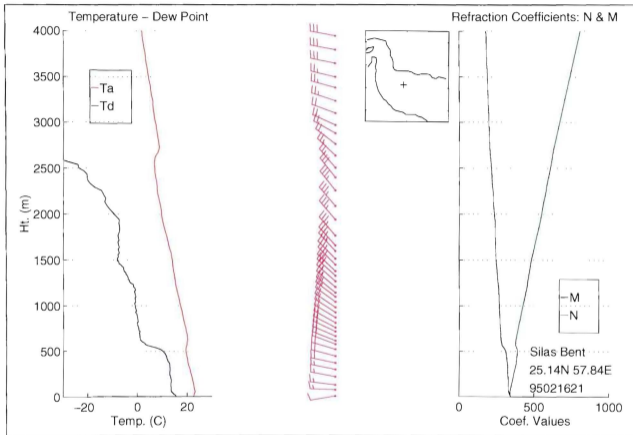 Temperature – Dew Point
Refraction Coefficients: N & M
4000
3500
3000
2500
2000
1500
1000
500
0
Ht. (m)
Ta
Td
−20
0
20
Temp. (C)
M
N
Silas Bent
25.14N 57.84E
95021621
0
500
1000
Coef. Values